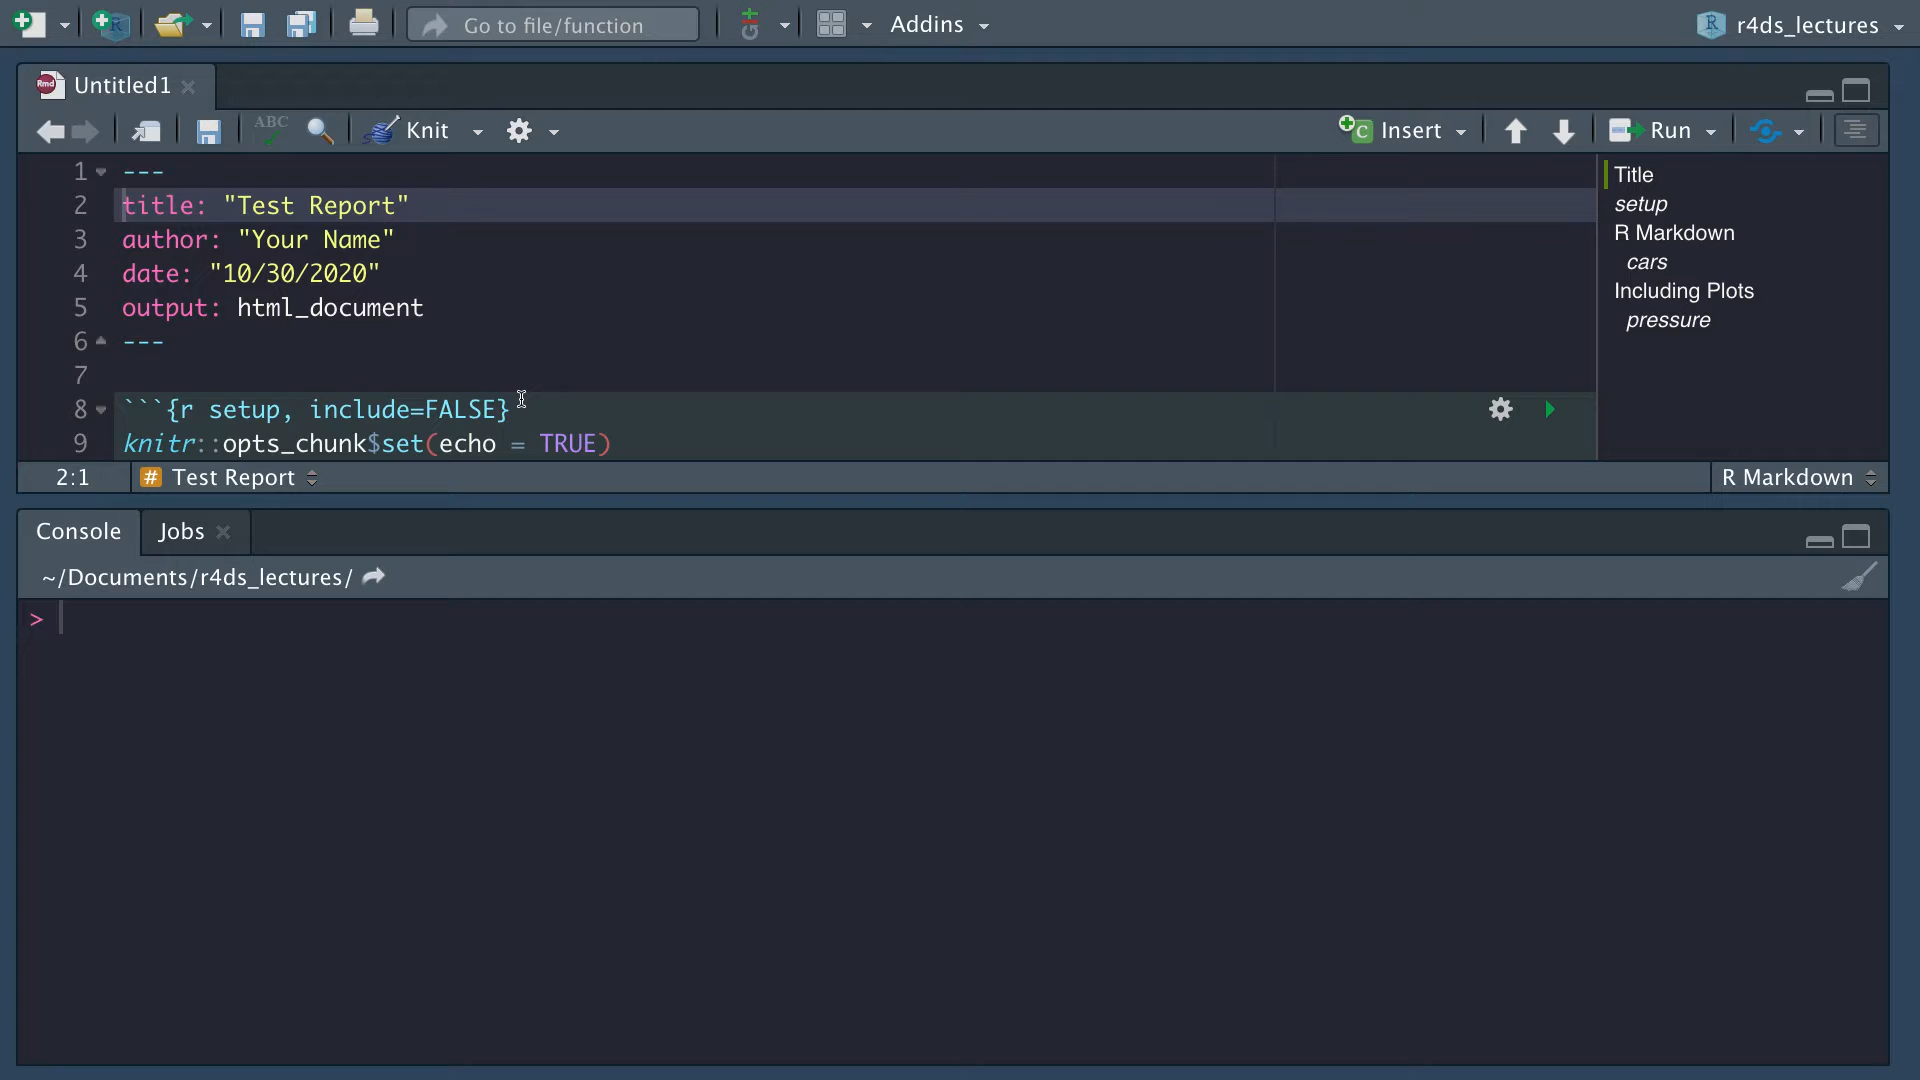 Go to file/function
Addins
r4ds_lectures
Rmd
Untitled1
ABC
Knit
Insert
Run
1 ---
2 title: "Test Report"
3 author: "Your Name"
4 date: "10/30/2020"
5 output: html_document
6 ---
7
8 ```{r setup, include=FALSE}
9 knitr::opts_chunk$set(echo = TRUE)
Title
setup
R Markdown
cars
Including Plots
pressure
2:1
# Test Report
R Markdown
Console
Jobs
~/Documents/r4ds_lectures/
>